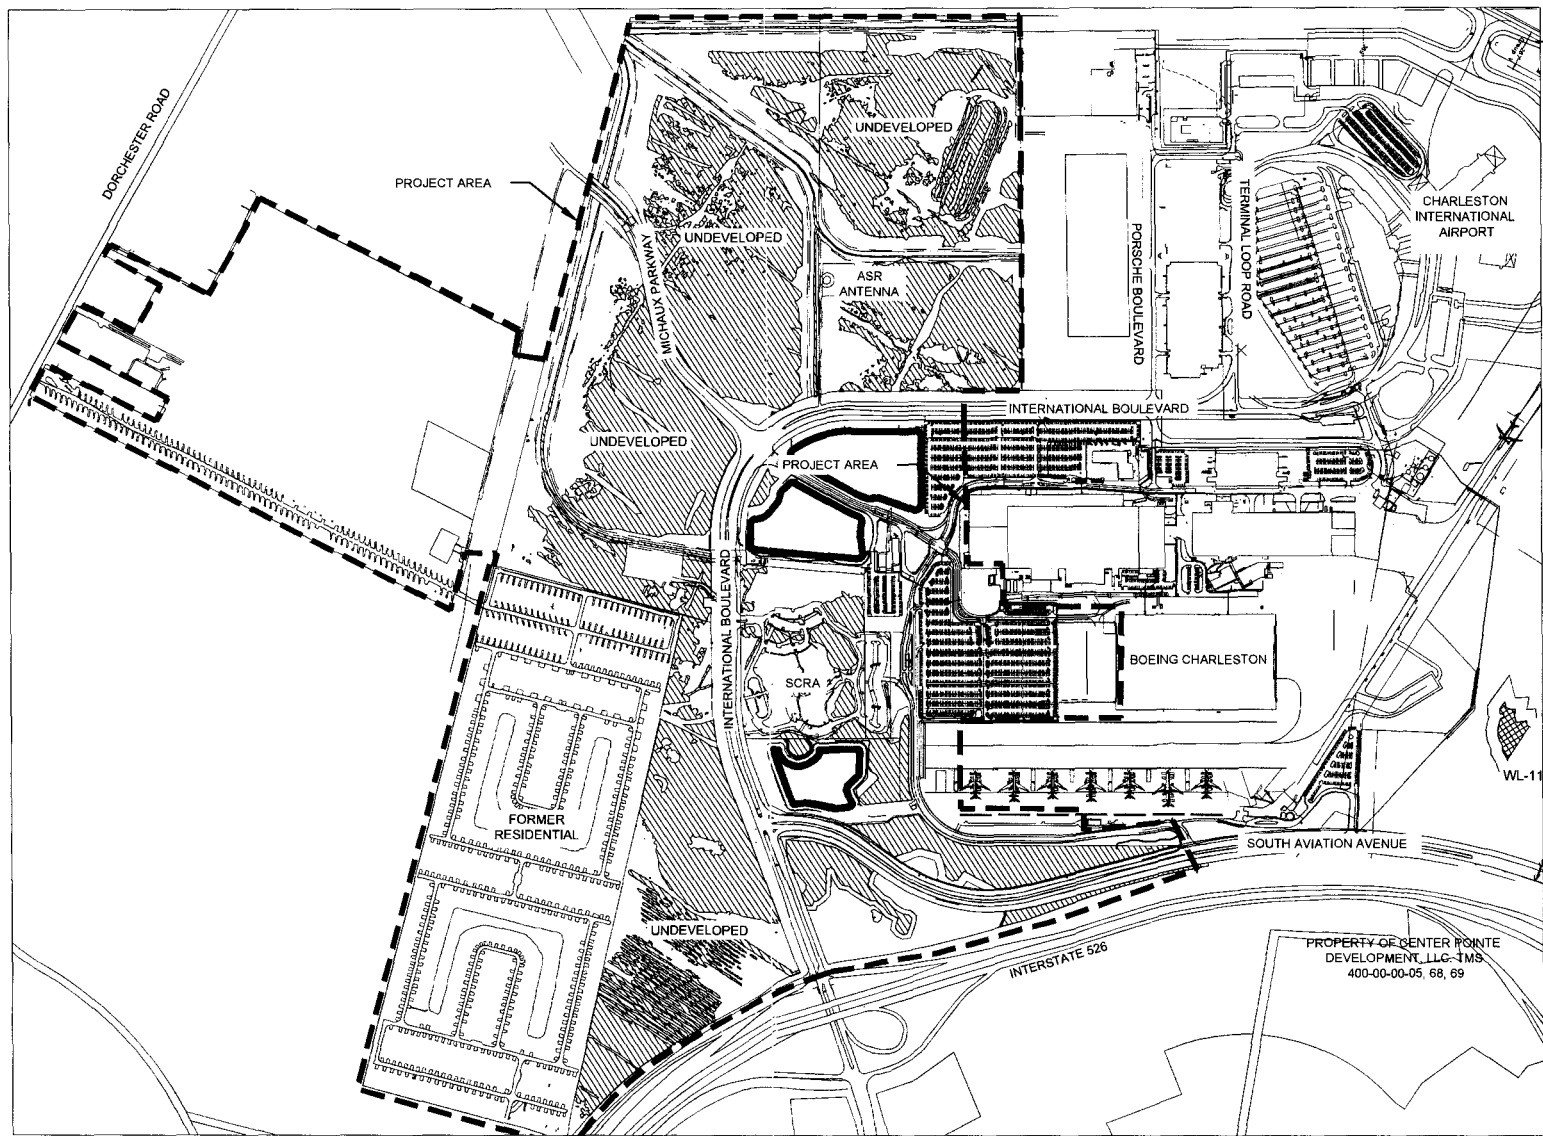 DORCHESTER ROAD
PROJECT AREA
UNDEVELOPED
UNDEVELOPED
MICHAUX PARKWAY
ASR
ANTENNA
PORSCHE BOULEVARD
TERMINAL LOOP ROAD
CHARLESTON
INTERNATIONAL
AIRPORT
INTERNATIONAL BOULEVARD
UNDEVELOPED
PROJECT AREA
INTERNATIONAL BOULEVARD
SCRA
BOEING CHARLESTON
WL-11
FORMER
RESIDENTIAL
SOUTH AVIATION AVENUE
UNDEVELOPED
INTERSTATE 526
PROPERTY OF CENTER POINTE
DEVELOPMENT, LLC. TMS
400-00-00-05, 68, 69